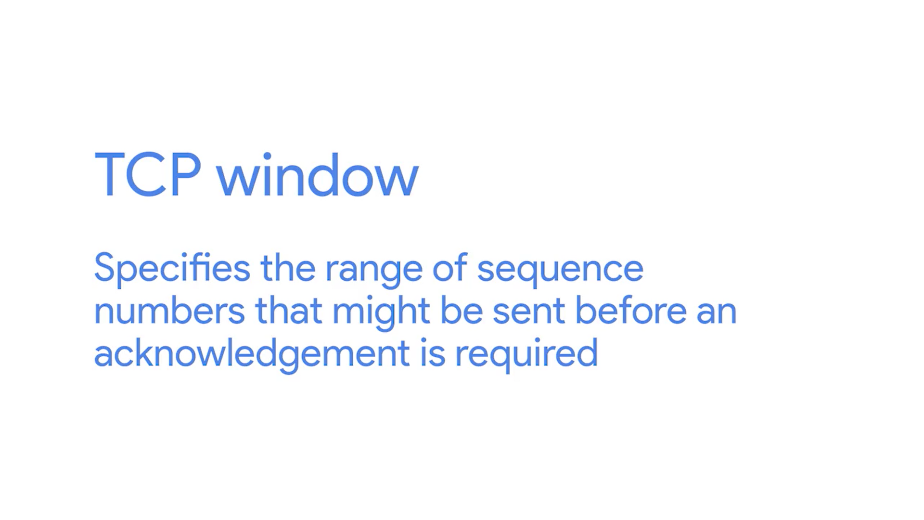 TCP window
Specifies the range of sequence
numbers that might be sent before an
acknowledgement is required